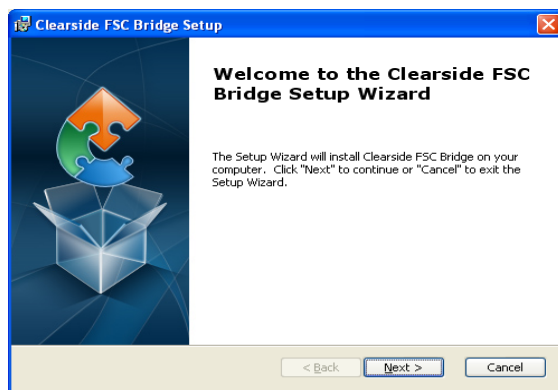 Clearside FSC Bridge Setup
Welcome to the Clearside FSC
Bridge Setup Wizard
The Setup Wizard will install Clearside FSC Bridge on your
computer. Click "Next" to continue or "Cancel" to exit the
Setup Wizard.
< Back Next > Cancel